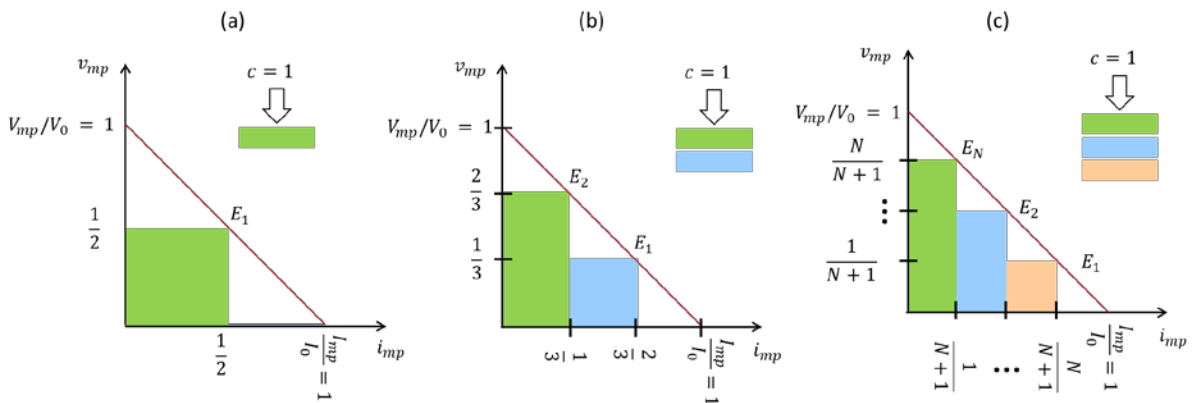 (a)
v_mp
c = 1
V_mp/V_0 = 1
E_1
1/2
1/2
I_mp/I_0 = 1
i_mp
(b)
v_mp
c = 1
V_mp/V_0 = 1
E_2
2/3
E_1
1/3
1/3
2/3
I_mp/I_0 = 1
i_mp
(c)
v_mp
c = 1
V_mp/V_0 = 1
E_N
N/(N + 1)
E_2
⋮
1/(N + 1)
E_1
1/(N + 1)
•••
N/(N + 1)
I_mp/I_0 = 1
i_mp